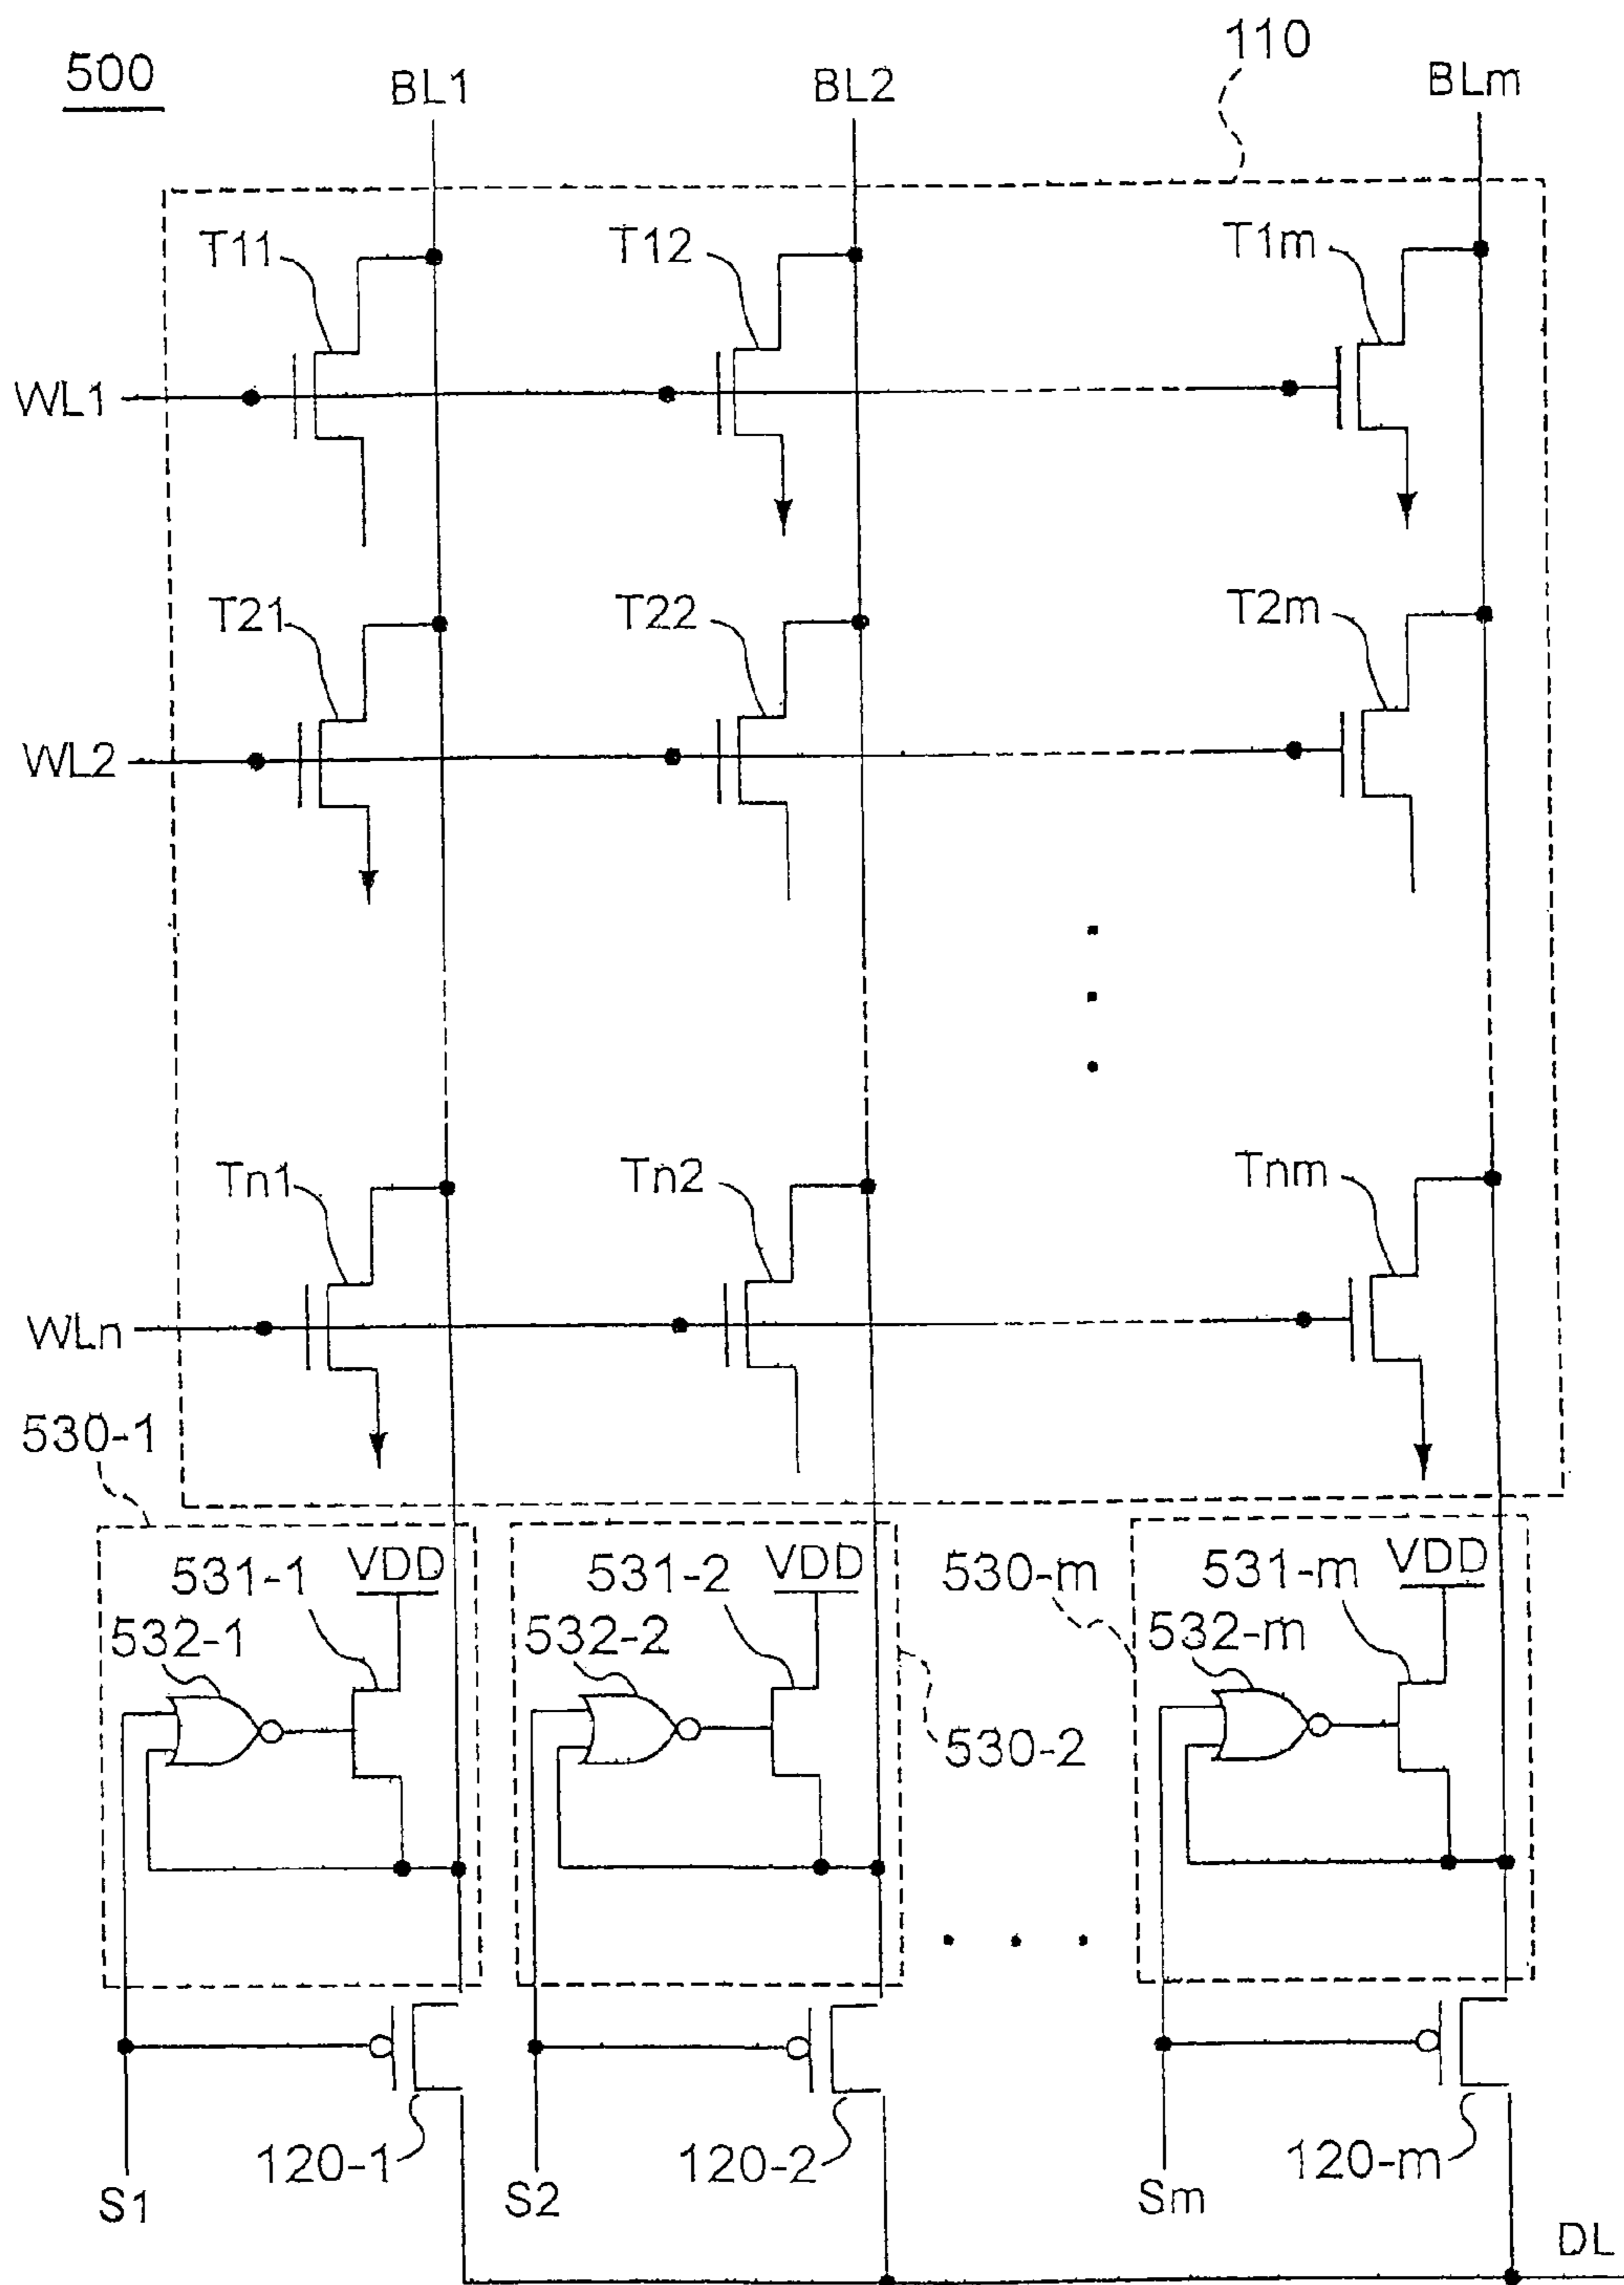 500
110
BL1
BL2
BLm
T11
T12
T1m
WL1
T21
T22
T2m
WL2
Tn1
Tn2
Tnm
WLn
530-1
531-1
VDD
531-2
VDD
530-m
531-m
VDD
532-1
532-2
532-m
530-2
120-1
120-2
120-m
S1
S2
Sm
DL